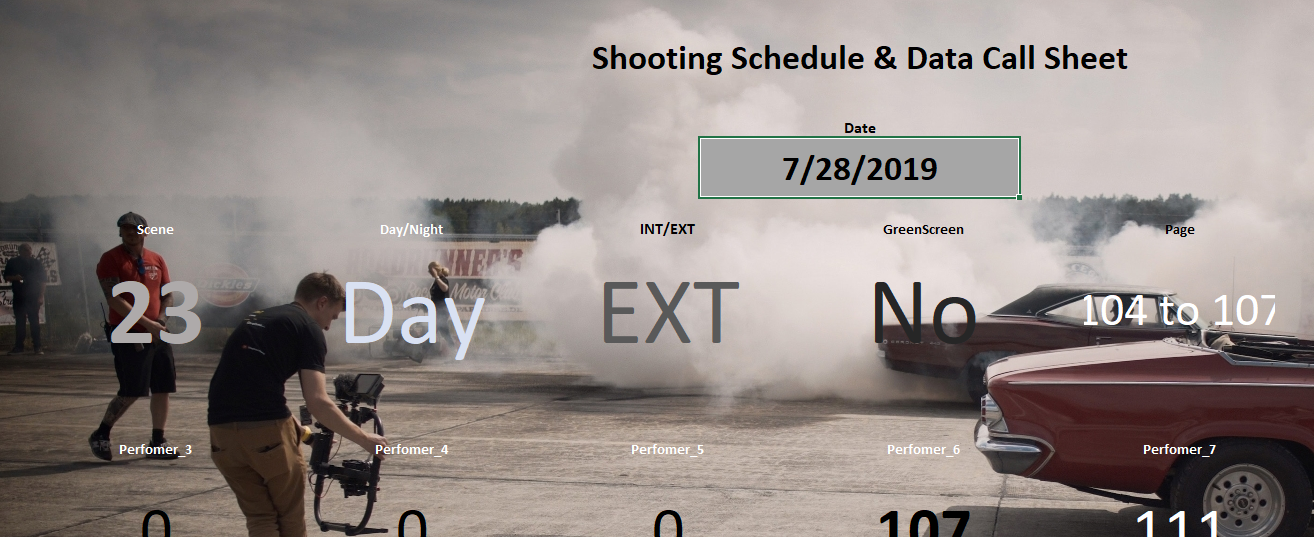 Shooting Schedule & Data Call Sheet
Date
7/28/2019
Scene Day/Night INT/EXT GreenScreen Page
23 Day EXT No 104 to 107
Perfomer_3 Perfomer_4 Perfomer_5 Perfomer_6 Perfomer_7
0 0 0 107 111